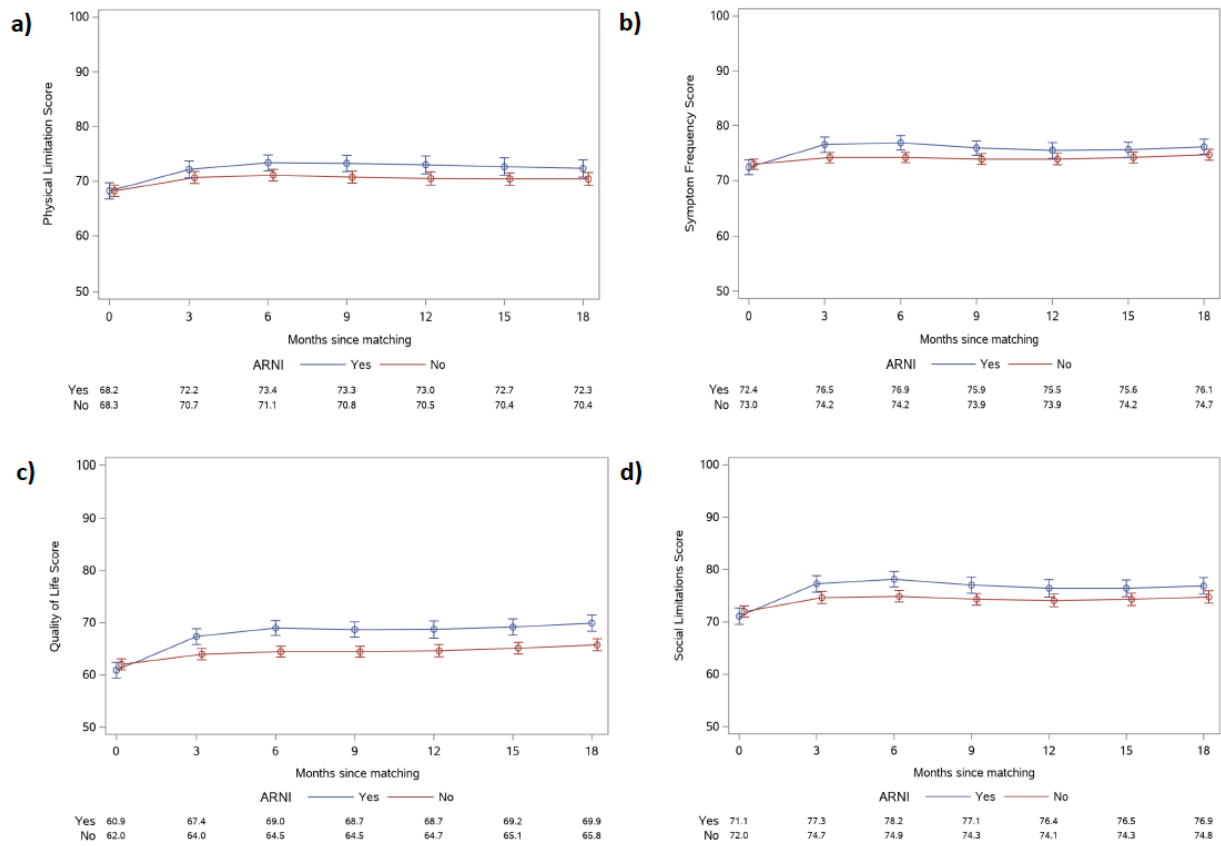 a)
100
90
80
70
60
50
Physical Limitation Score
0 3 6 9 12 15 18
Months since matching
ARNI Yes No
Yes 68.2 72.2 73.4 73.3 73.0 72.7 72.3
No 68.3 70.7 71.1 70.8 70.5 70.4 70.4
b)
100
90
80
70
60
50
Symptom Frequency Score
0 3 6 9 12 15 18
Months since matching
ARNI Yes No
Yes 72.4 76.5 76.9 75.9 75.5 75.6 76.1
No 73.0 74.2 74.2 73.9 73.9 74.2 74.7
c)
100
90
80
70
60
50
Quality of Life Score
0 3 6 9 12 15 18
Months since matching
ARNI Yes No
Yes 60.9 67.4 69.0 68.7 68.7 69.2 69.9
No 62.0 64.0 64.5 64.5 64.7 65.1 65.8
d)
100
90
80
70
60
50
Social Limitations Score
0 3 6 9 12 15 18
Months since matching
ARNI Yes No
Yes 71.1 77.3 78.2 77.1 76.4 76.5 76.9
No 72.0 74.7 74.9 74.3 74.1 74.3 74.8